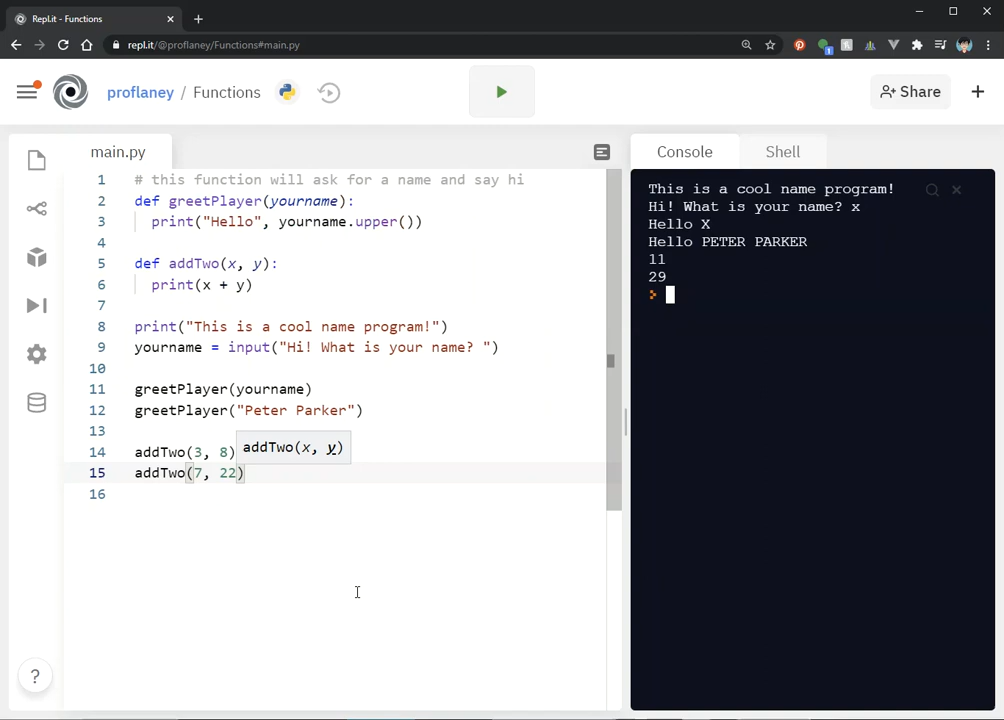 Repl.it - Functions
repl.it/@proflaney/Functions#main.py
1
proflaney / Functions
Share
main.py
1 # this function will ask for a name and say hi
2 def greetPlayer(yourname):
3 print("Hello", yourname.upper())
4
5 def addTwo(x, y):
6 print(x + y)
7
8 print("This is a cool name program!")
9 yourname = input("Hi! What is your name? ")
10
11 greetPlayer(yourname)
12 greetPlayer("Peter Parker")
13
14 addTwo(3, 8)
addTwo(x, y)
15 addTwo(7, 22)
16
?
Console
Shell
This is a cool name program!
Hi! What is your name? x
Hello X
Hello PETER PARKER
11
29